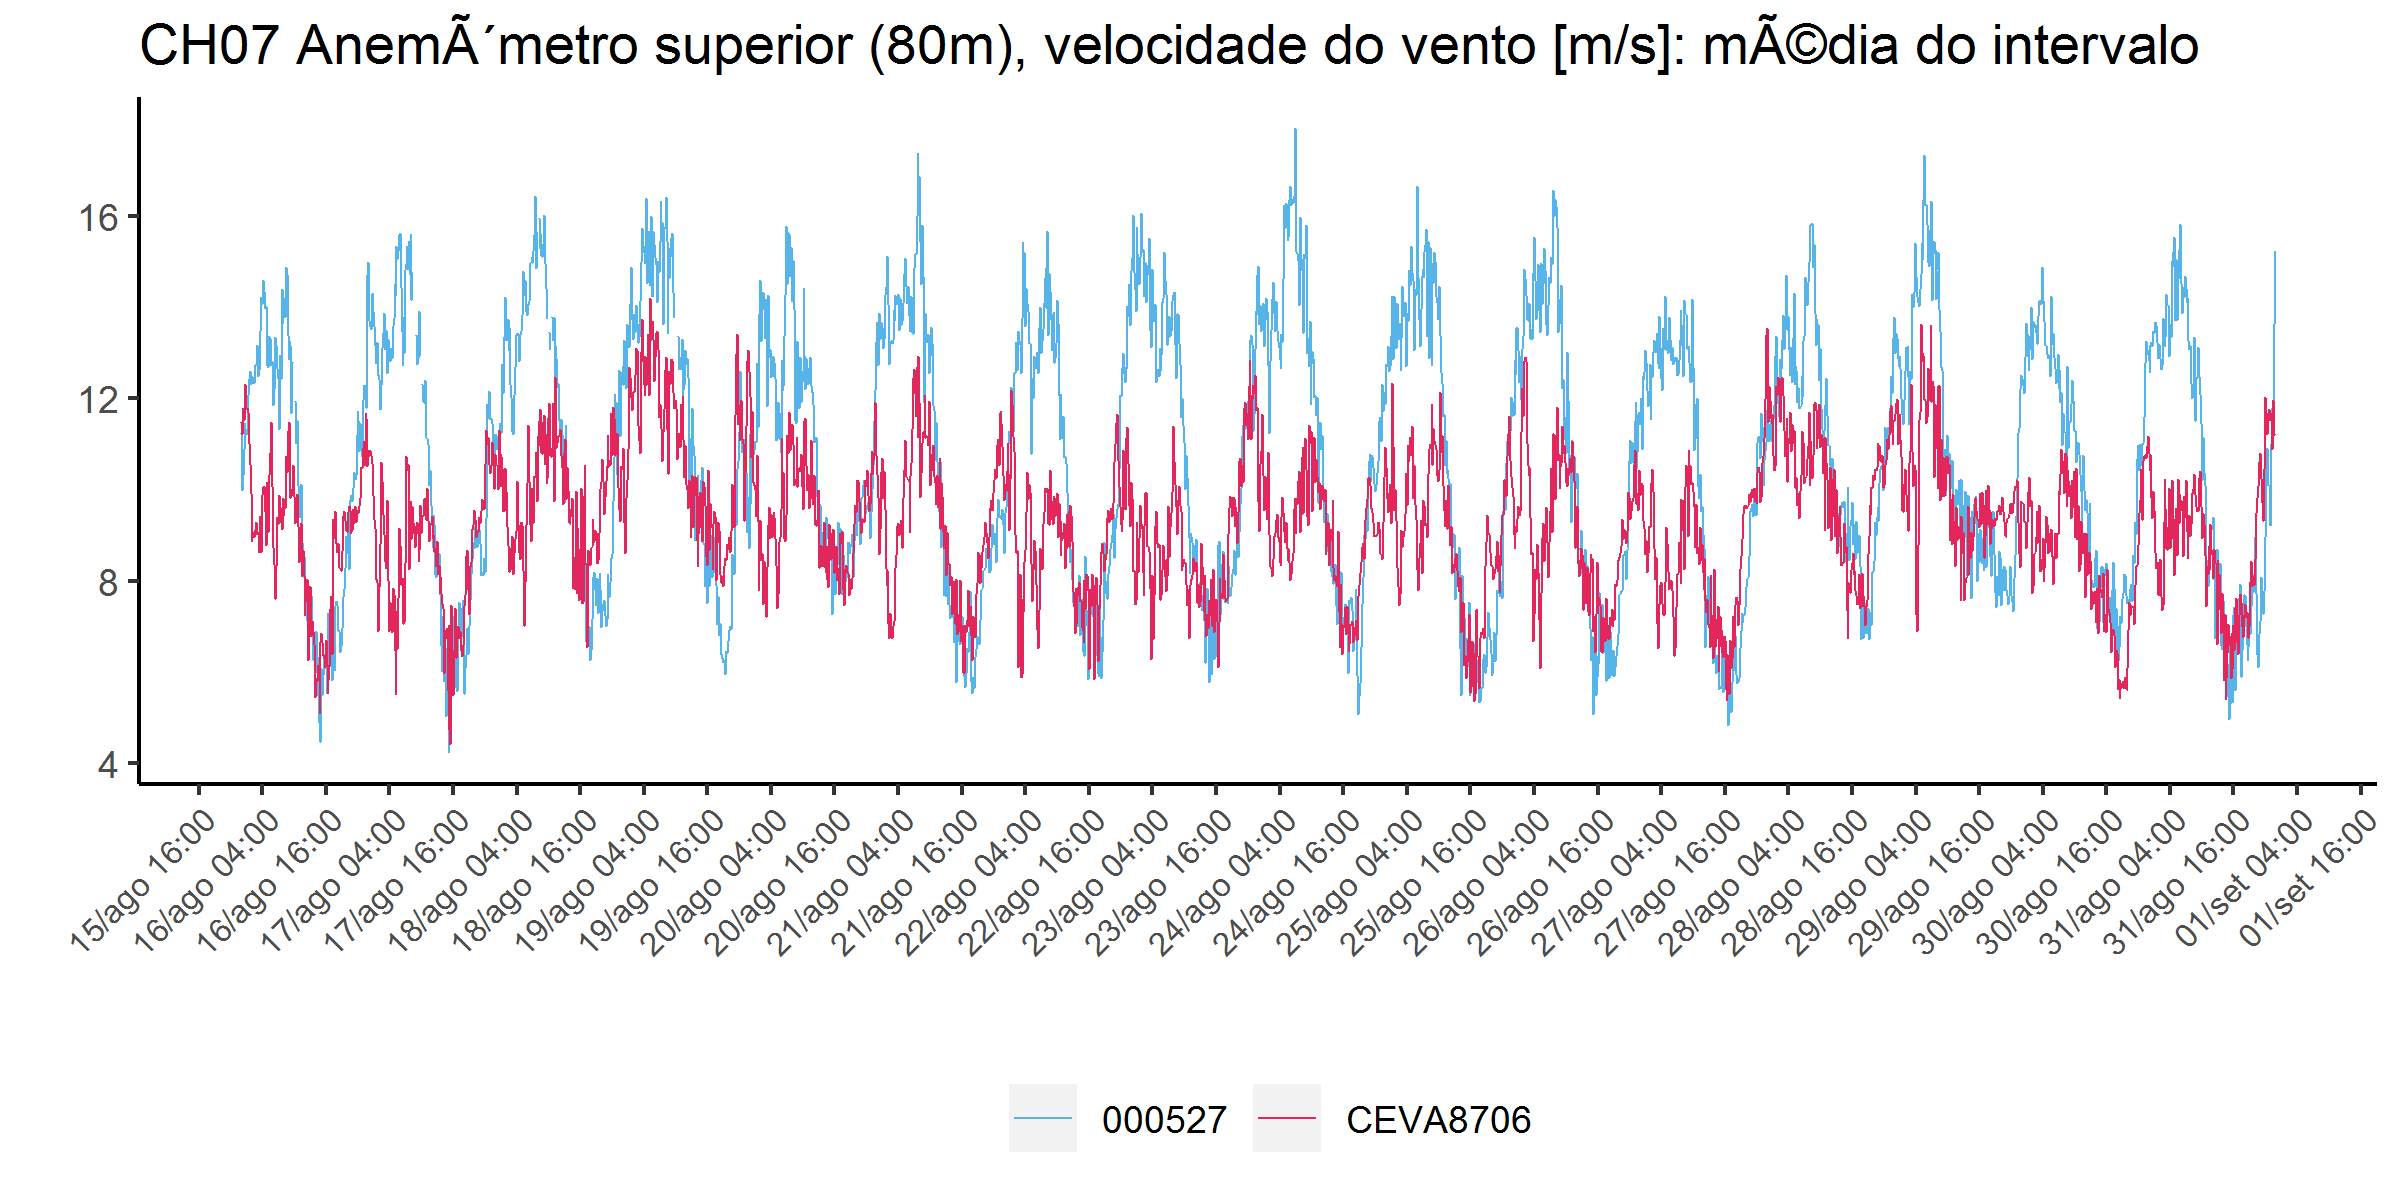 CH07 AnemÃ´metro superior (80m), velocidade do vento [m/s]: mÃ©dia do intervalo
16
12
8
4
15/ago 16:00
16/ago 04:00
16/ago 16:00
17/ago 04:00
17/ago 16:00
18/ago 04:00
18/ago 16:00
19/ago 04:00
19/ago 16:00
20/ago 04:00
20/ago 16:00
21/ago 04:00
21/ago 16:00
22/ago 04:00
22/ago 16:00
23/ago 04:00
23/ago 16:00
24/ago 04:00
24/ago 16:00
25/ago 04:00
25/ago 16:00
26/ago 04:00
26/ago 16:00
27/ago 04:00
27/ago 16:00
28/ago 04:00
28/ago 16:00
29/ago 04:00
29/ago 16:00
30/ago 04:00
30/ago 16:00
31/ago 04:00
31/ago 16:00
01/set 04:00
01/set 16:00
000527 CEVA8706